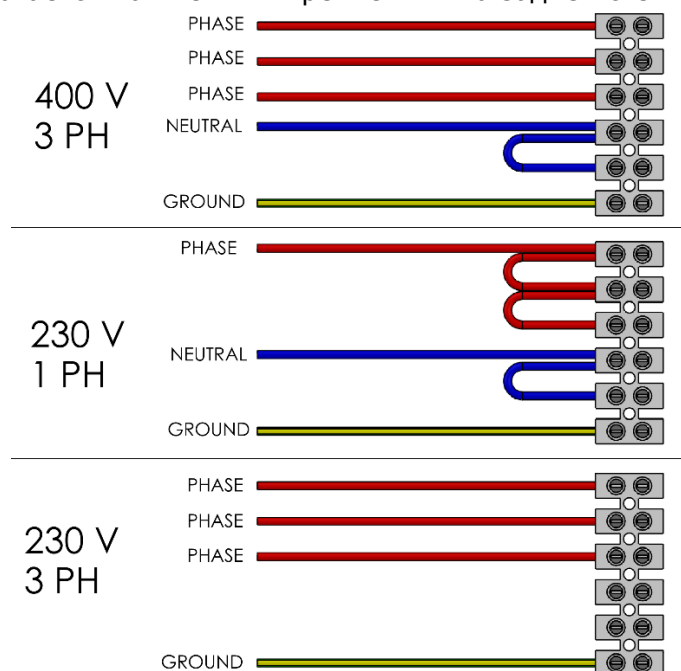 PHASE
PHASE
400 V
3 PH
PHASE
NEUTRAL
GROUND
PHASE
230 V
1 PH
NEUTRAL
GROUND
PHASE
PHASE
230 V
3 PH
PHASE
GROUND